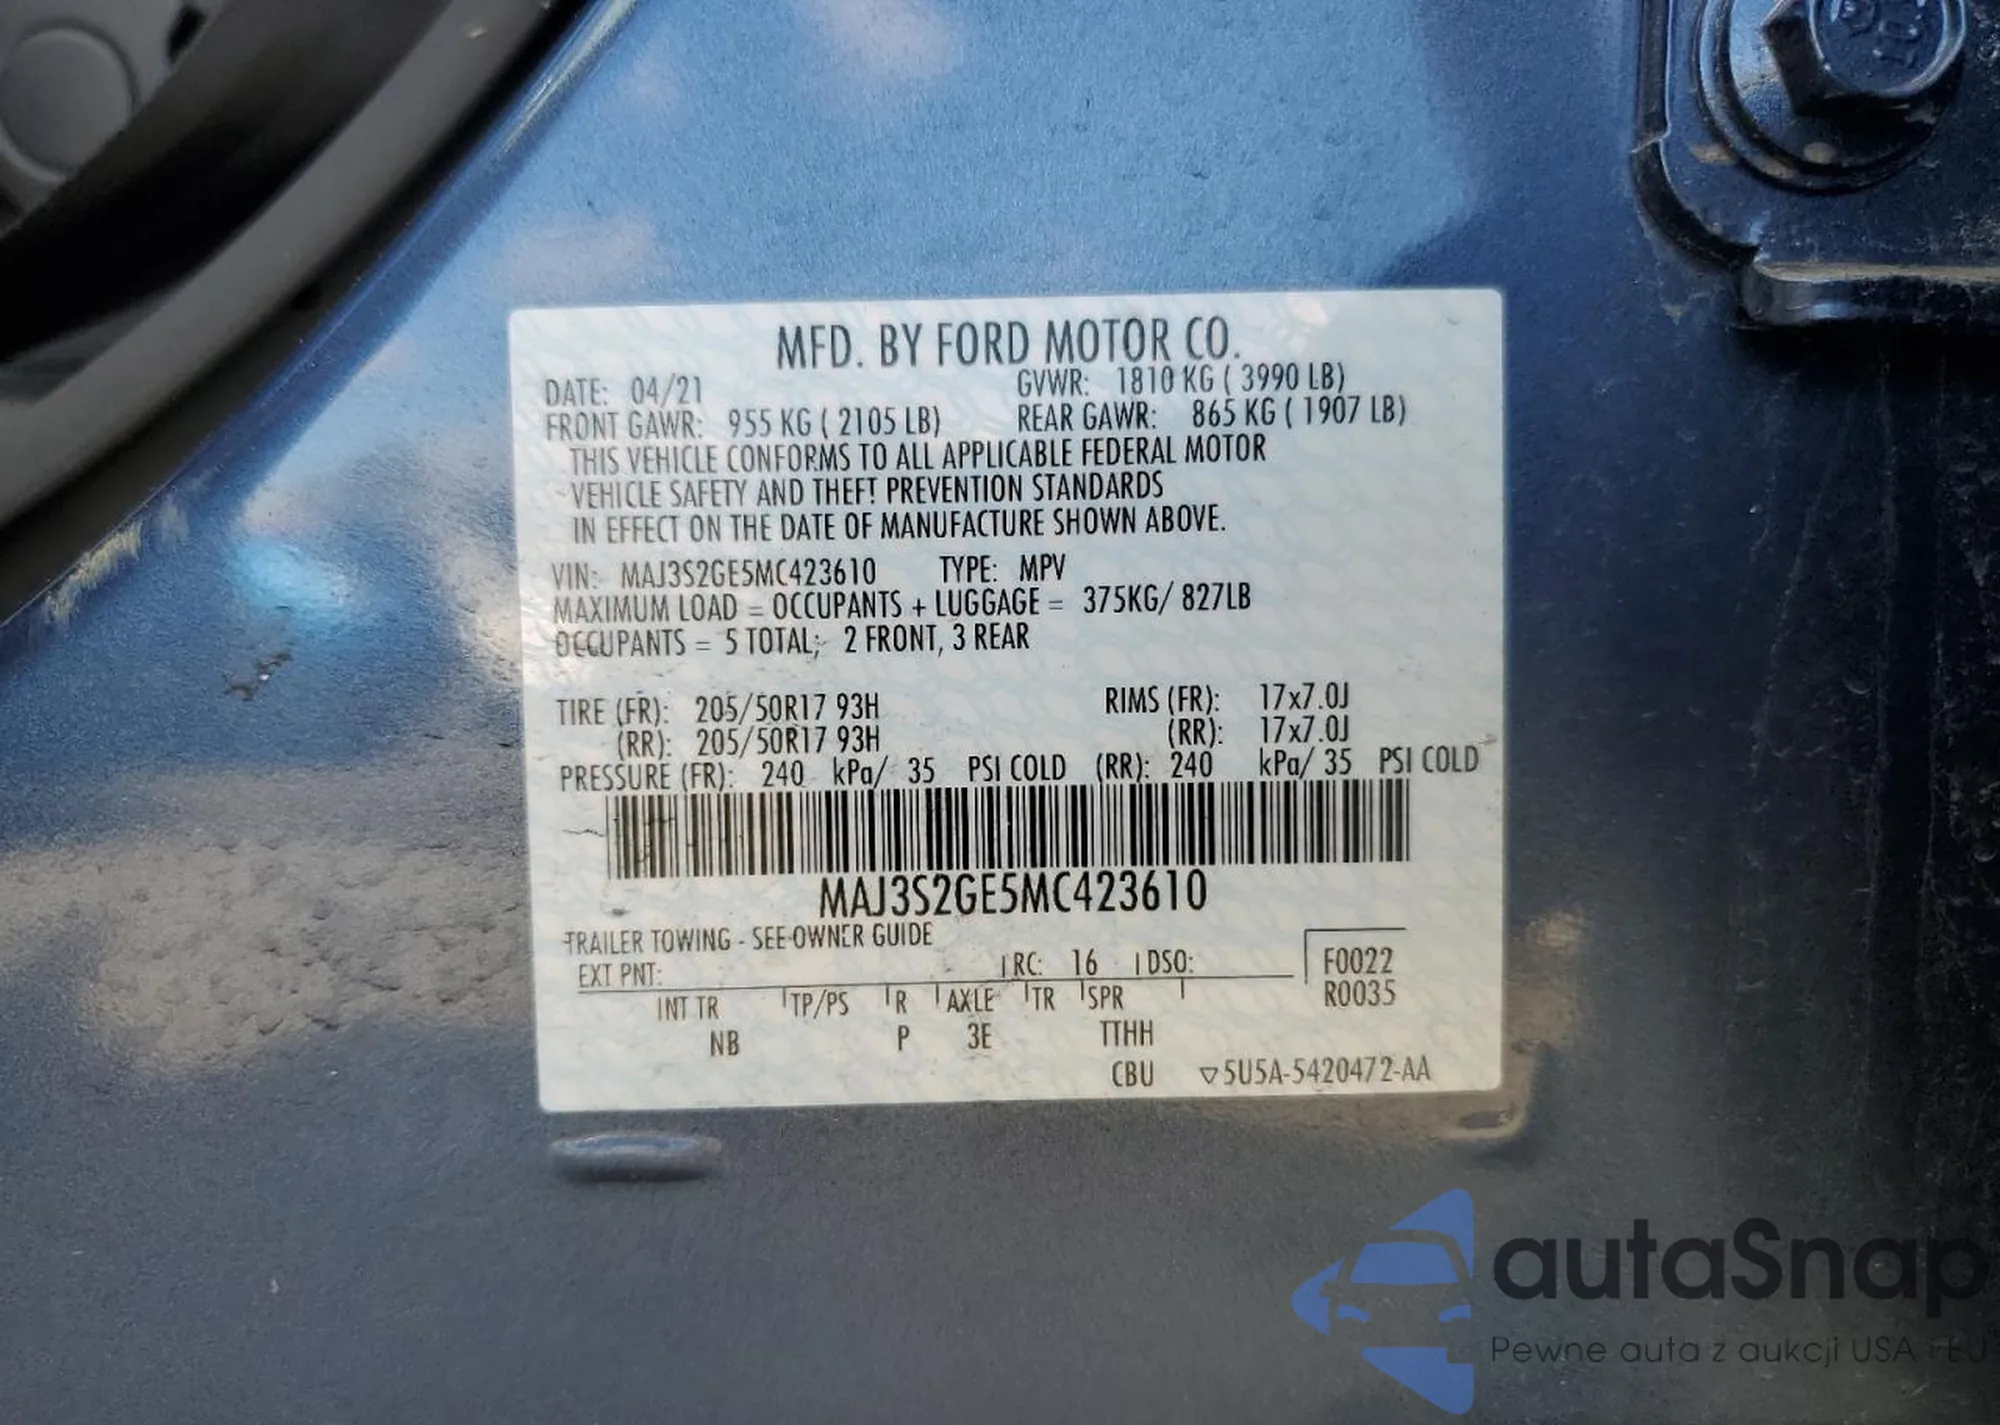 MFD. BY FORD MOTOR CO.
DATE: 04/21 GVWR: 1810 KG ( 3990 LB)
FRONT GAWR: 955 KG ( 2105 LB) REAR GAWR: 865 KG ( 1907 LB)
THIS VEHICLE CONFORMS TO ALL APPLICABLE FEDERAL MOTOR
VEHICLE SAFETY AND THEFT PREVENTION STANDARDS
IN EFFECT ON THE DATE OF MANUFACTURE SHOWN ABOVE.
VIN: MAJ3S2GE5MC423610 TYPE: MPV
MAXIMUM LOAD = OCCUPANTS + LUGGAGE = 375KG/ 827LB
OCCUPANTS = 5 TOTAL; 2 FRONT, 3 REAR
TIRE (FR): 205/50R17 93H RIMS (FR): 17x7.0J
(RR): 205/50R17 93H (RR): 17x7.0J
PRESSURE (FR): 240 kPa/ 35 PSI COLD (RR): 240 kPa/ 35 PSI COLD
MAJ3S2GE5MC423610
TRAILER TOWING - SEE OWNER GUIDE
EXT PNT: RC: 16 DSO: F0022
INT TR TP/PS R AXLE TR SPR R0035
NB P 3E TTHH
CBU ▽5U5A-5420472-AA
autaSnap
Pewne auta z aukcji USA i EU